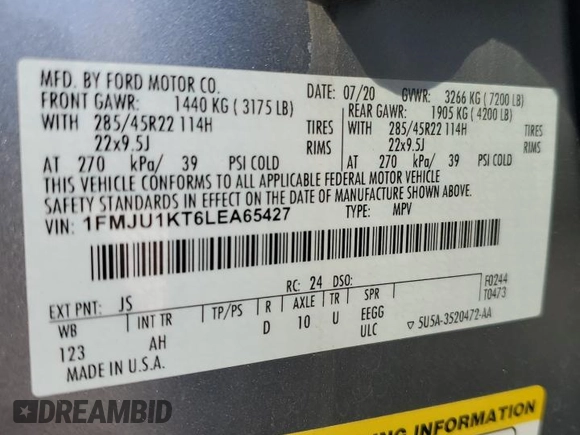 MFD. BY FORD MOTOR CO.
DATE: 07/20 GVWR: 3266 KG (7200 LB)
FRONT GAWR: 1440 KG (3175 LB) REAR GAWR: 1905 KG (4200 LB)
WITH 285/45R22 114H TIRES WITH 285/45R22 114H TIRES
22x9.5J RIMS 22x9.5J RIMS
AT 270 kPa/ 39 PSI COLD AT 270 kPa/ 39 PSI COLD
THIS VEHICLE CONFORMS TO ALL APPLICABLE FEDERAL MOTOR VEHICLE
SAFETY STANDARDS IN EFFECT ON THE DATE OF MANUFACTURE SHOWN ABOVE.
VIN: 1FMJU1KT6LEA65427 TYPE: MPV
EXT PNT: JS RC: 24 DSO: F0244
T0473
WB INT TR TP/PS R AXLE TR SPR
123 AH D 10 U EEGG
ULC ▽ 5U5A-3520472-AA
MADE IN U.S.A.
DREAMBID
ING INFORMATION